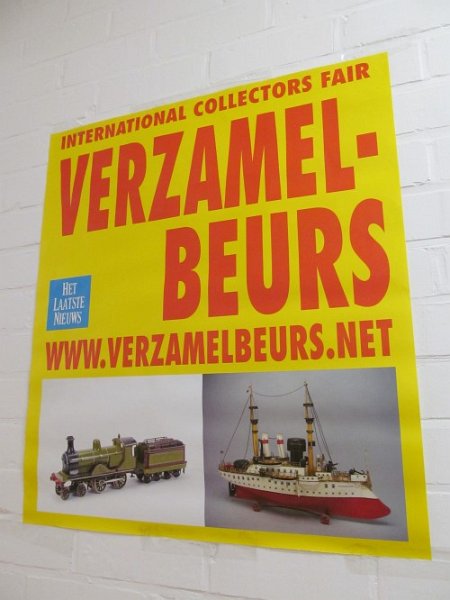 INTERNATIONAL COLLECTORS FAIR
VERZAMEL-
BEURS
HET
LAATSTE
NIEUWS
WWW.VERZAMELBEURS.NET